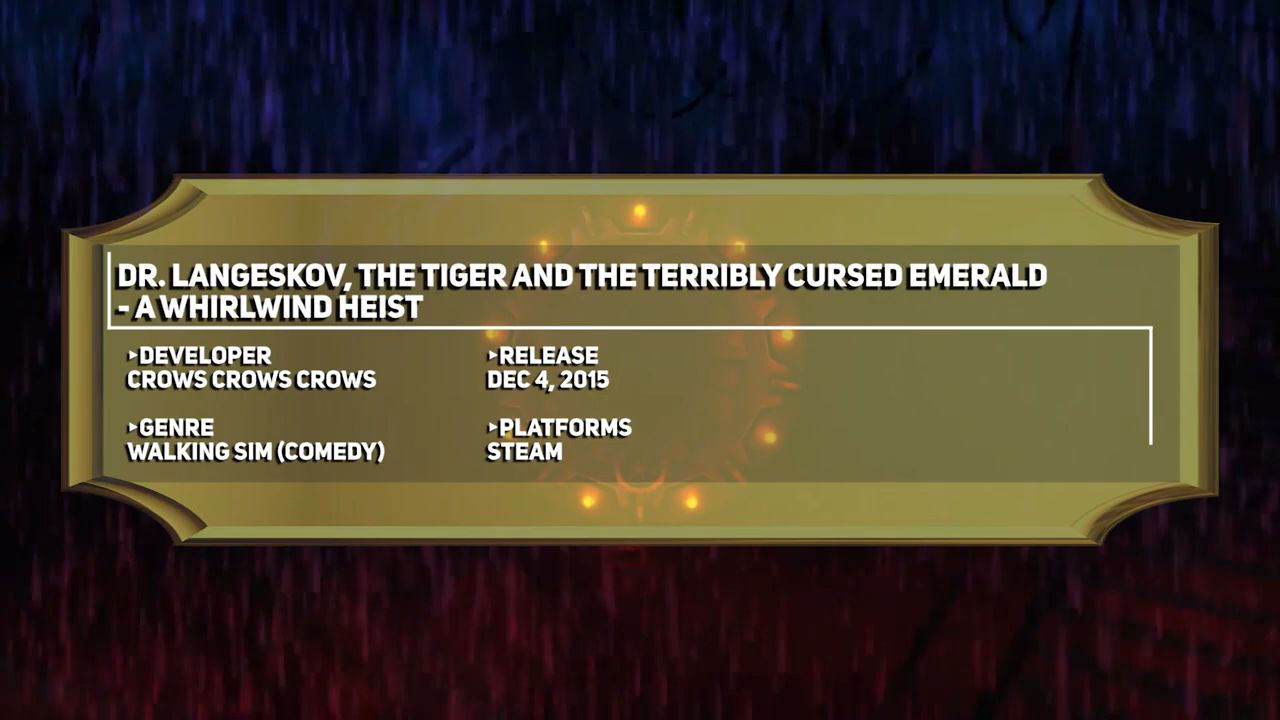 DR. LANGESKOV, THE TIGER AND THE TERRIBLY CURSED EMERALD
- A WHIRLWIND HEIST
‣DEVELOPER
CROWS CROWS CROWS
‣GENRE
WALKING SIM (COMEDY)
‣RELEASE
DEC 4, 2015
‣PLATFORMS
STEAM